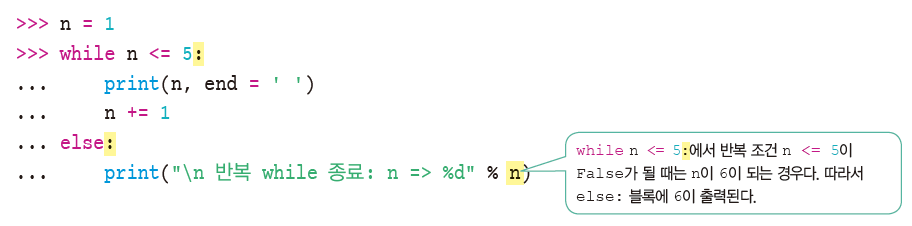 >>> n = 1
>>> while n <= 5:
...     print(n, end = ' ')
...     n += 1
... else:
...     print("\n 반복 while 종료: n => %d" % n)
while n <= 5:에서 반복 조건 n <= 5이
False가 될 때는 n이 6이 되는 경우다. 따라서
else: 블록에 6이 출력된다.